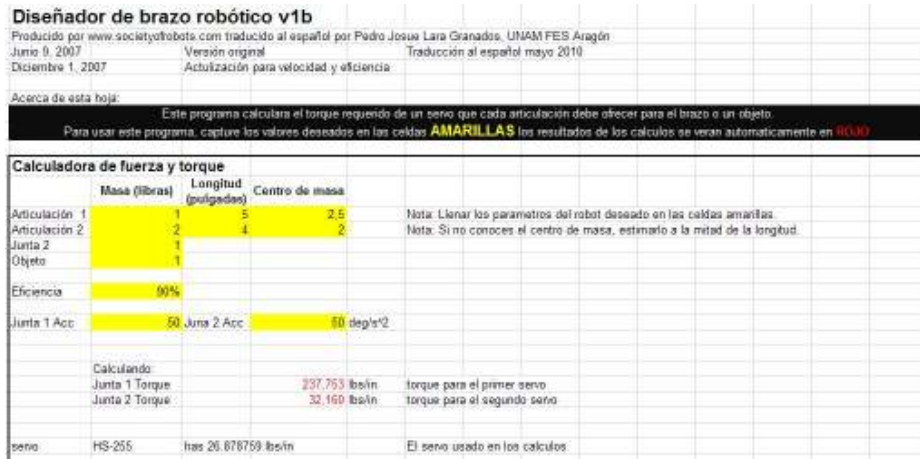 Diseñador de brazo robótico v1b
Producido por www.societyofrobots.com traducido al español por Pedro Josue Lara Granados, UNAM FES Aragón
Junio 9, 2007 Versión original Traducción al español mayo 2010
Diciembre 1, 2007 Actulización para velocidad y eficiencia
Acerca de esta hoja:
Este programa calculara el torque requerido de un servo que cada articulación debe ofrecer para el brazo o un objeto.
Para usar este programa, capture los valores deseados en las celdas AMARILLAS los resultados de los calculos se veran automaticamente en ROJO
Calculadora de fuerza y torque
Masa (libras) Longitud (pulgadas) Centro de masa
Articulación 1 1 5 2,5 Nota: Llenar los parametros del robot deseado en las celdas amarillas.
Articulación 2 2 4 2 Nota: Si no conoces el centro de masa, estimarlo a la mitad de la longitud.
Junta 2 1
Objeto 1
Eficiencia 90%
Junta 1 Acc 50 Juna 2 Acc 60 deg/s^2
Calculando:
Junta 1 Torque 237,753 lbs/in torque para el primer servo
Junta 2 Torque 32,160 lbs/in torque para el segundo servo
servo HS-255 has 26.878759 lbs/in El servo usado en los calculos